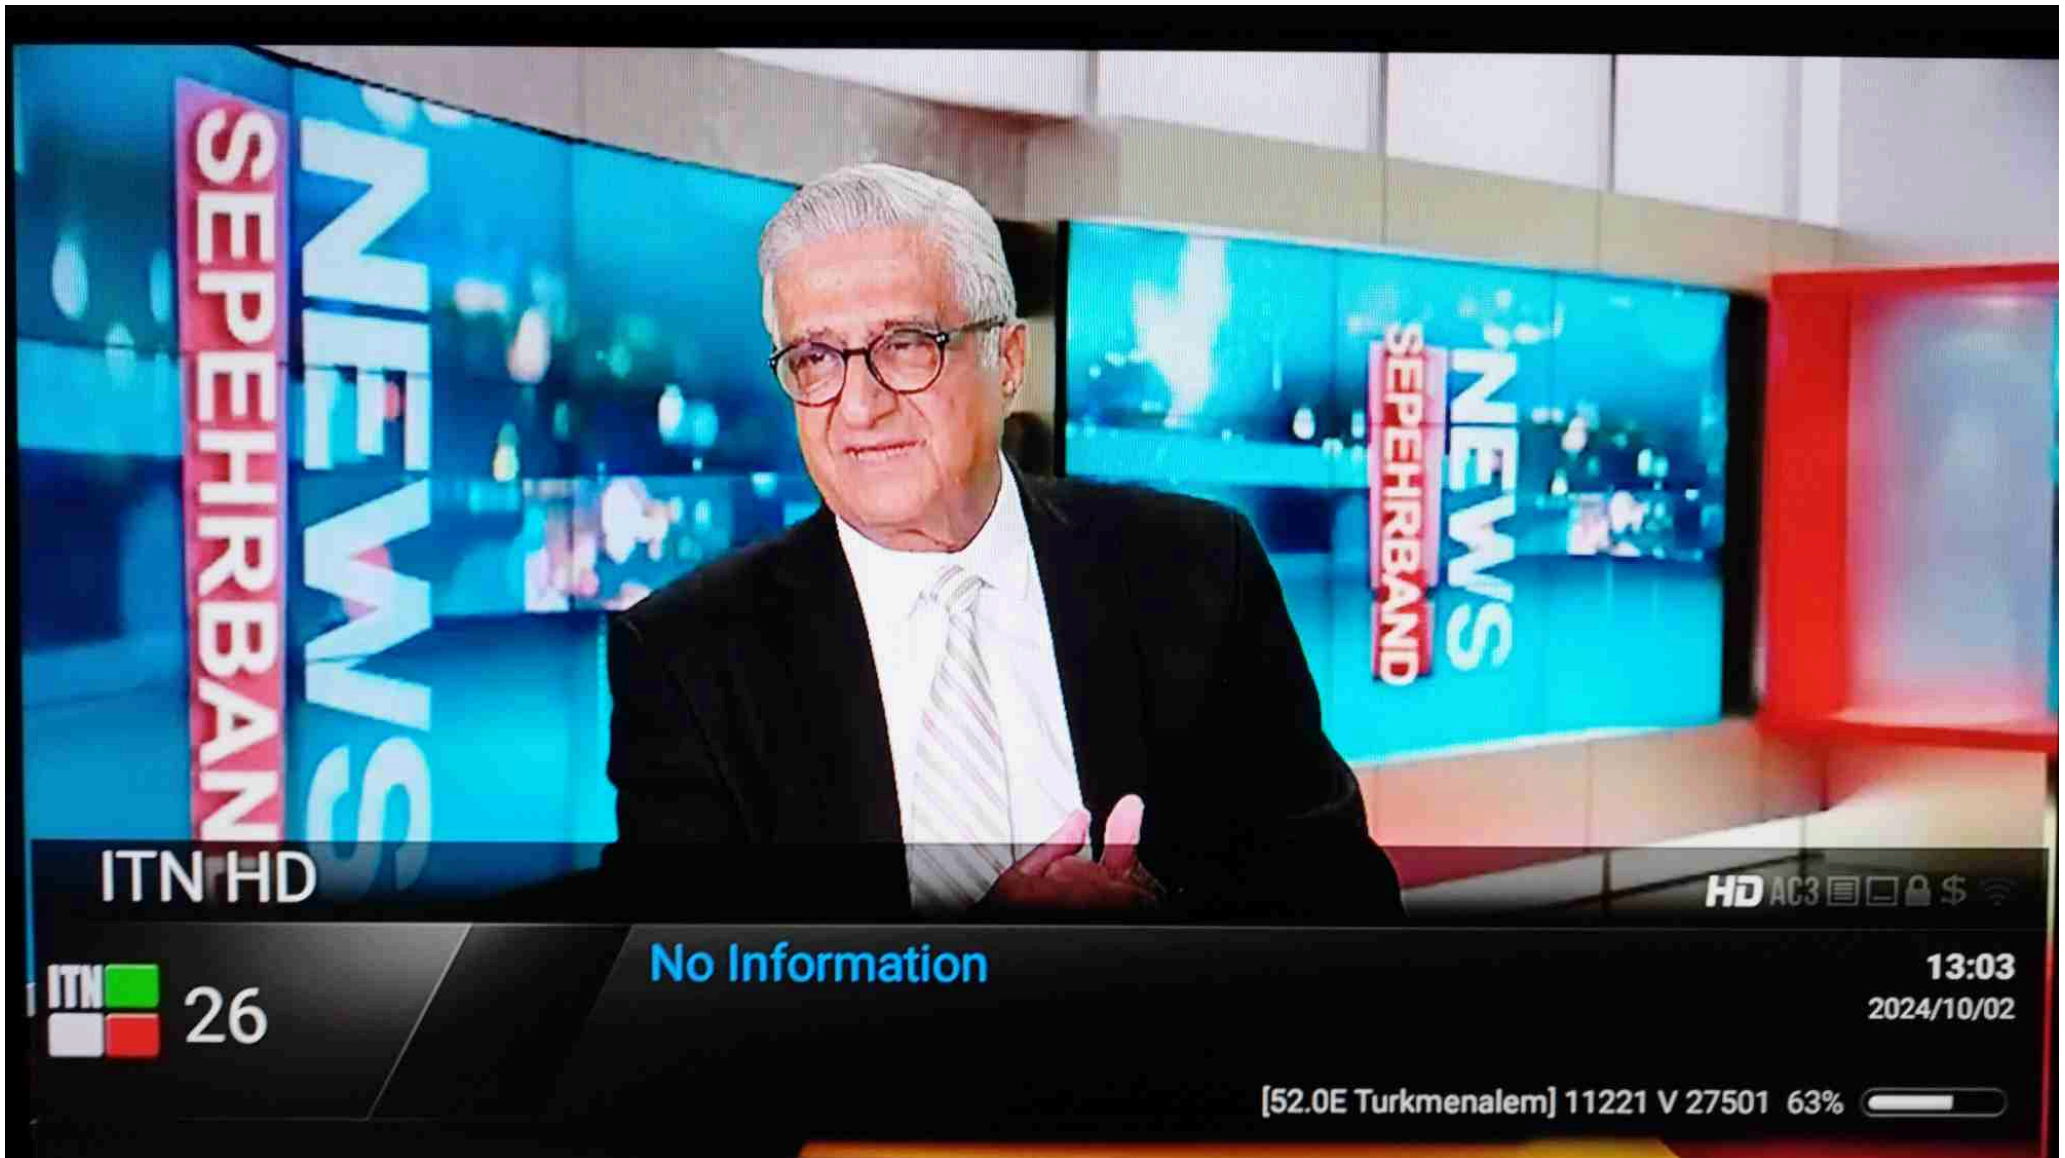 NEWS
SEPEHRBAN
NEWS
SEPEHRBAND
ITN HD
HD AC3 $
ITN
26
No Information
13:03
2024/10/02
[52.0E Turkmenalem] 11221 V 27501 63%